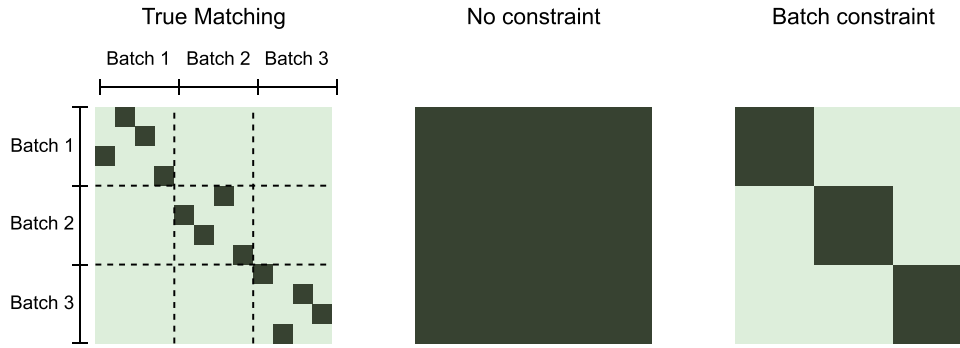 True Matching
No constraint
Batch constraint
Batch 1
Batch 2
Batch 3
Batch 1
Batch 2
Batch 3